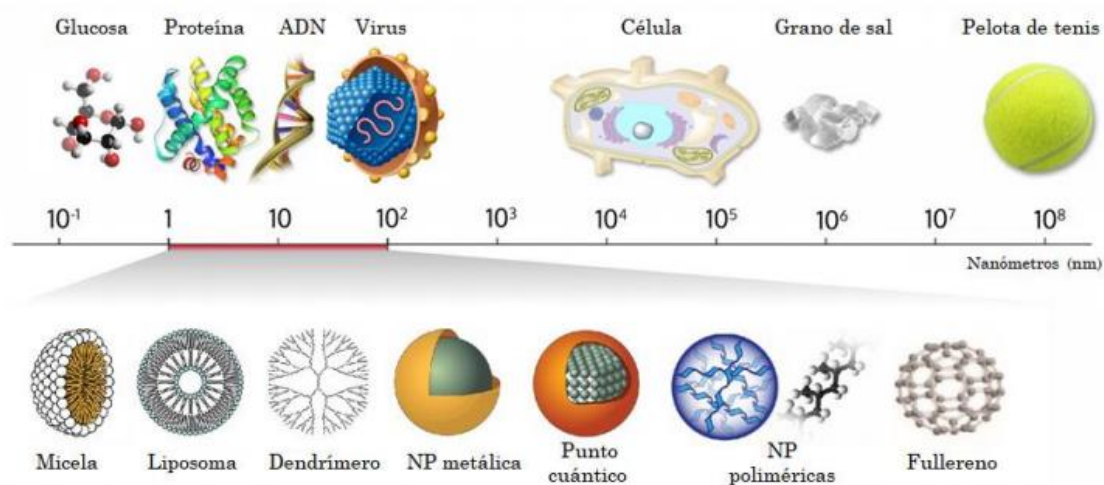 Glucosa Proteína ADN Virus Célula Grano de sal Pelota de tenis
10⁻¹ 1 10 10² 10³ 10⁴ 10⁵ 10⁶ 10⁷ 10⁸
Nanómetros (nm)
Micela Liposoma Dendrímero NP metálica Punto cuántico NP poliméricas Fullereno